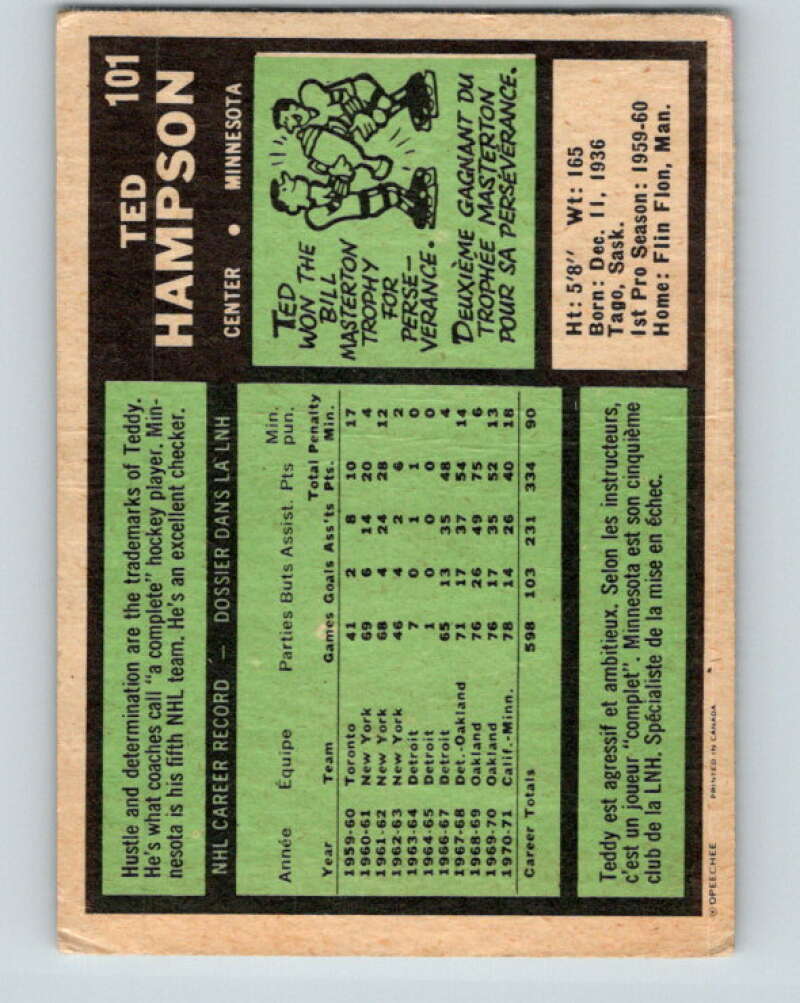 101
TED
HAMPSON
CENTER • MINNESOTA
Hustle and determination are the trademarks of Teddy.
He's what coaches call "a complete" hockey player. Min-
nesota is his fifth NHL team. He's an excellent checker.
TED
WON THE
BILL
MASTERTON
TROPHY
FOR
PERSE-
VERANCE.
DEUXIÈME GAGNANT DU
TROPHÉE MASTERTON
POUR SA PERSÉVÉRANCE.
Ht: 5'8" Wt: 165
Born: Dec. 11, 1936
Tago, Sask.
1st Pro Season: 1959-60
Home: Flin Flon, Man.
NHL CAREER RECORD – DOSSIER DANS LA LNH
Année Équipe Parties Buts Assist. Pts Min. pun.
Year Team Games Goals Ass'ts Total Pts. Penalty Min.
1959-60 Toronto 41 2 8 10 17
1960-61 New York 69 6 14 20 4
1961-62 New York 68 4 24 28 12
1962-63 New York 46 4 2 6 2
1963-64 Detroit 7 0 1 1 0
1964-65 Detroit 1 0 0 0 0
1966-67 Detroit 65 13 35 48 4
1967-68 Det.-Oakland 71 17 37 54 14
1968-69 Oakland 76 26 49 75 6
1969-70 Oakland 76 17 35 52 13
1970-71 Calif.-Minn. 78 14 26 40 18
Career Totals 598 103 231 334 90
Teddy est agressif et ambitieux. Selon les instructeurs,
c'est un joueur "complet". Minnesota est son cinquième
club de la LNH. Spécialiste de la mise en échec.
© OPEECHEE PRINTED IN CANADA